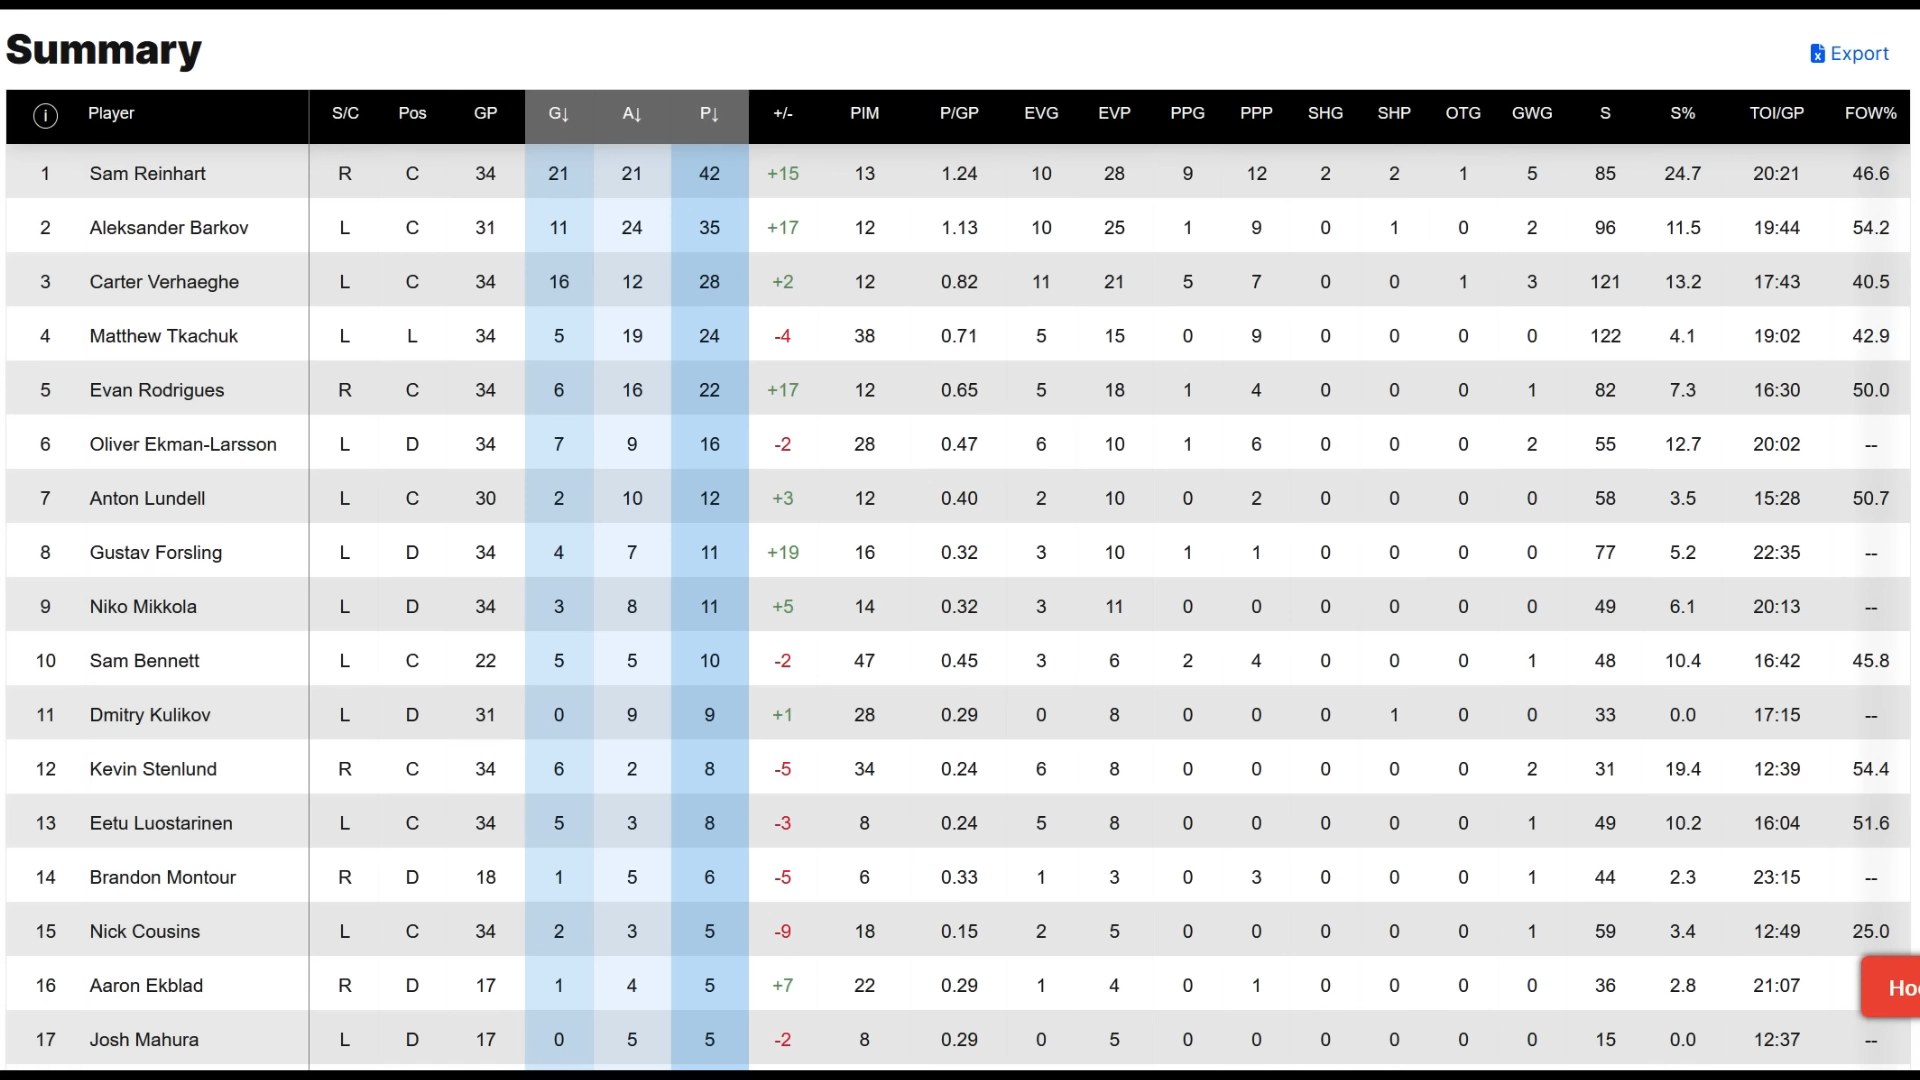 Summary
Export
i Player S/C Pos GP G↓ A↓ P↓ +/- PIM P/GP EVG EVP PPG PPP SHG SHP OTG GWG S S% TOI/GP FOW%
1 Sam Reinhart R C 34 21 21 42 +15 13 1.24 10 28 9 12 2 2 1 5 85 24.7 20:21 46.6
2 Aleksander Barkov L C 31 11 24 35 +17 12 1.13 10 25 1 9 0 1 0 2 96 11.5 19:44 54.2
3 Carter Verhaeghe L C 34 16 12 28 +2 12 0.82 11 21 5 7 0 0 1 3 121 13.2 17:43 40.5
4 Matthew Tkachuk L L 34 5 19 24 -4 38 0.71 5 15 0 9 0 0 0 0 122 4.1 19:02 42.9
5 Evan Rodrigues R C 34 6 16 22 +17 12 0.65 5 18 1 4 0 0 0 1 82 7.3 16:30 50.0
6 Oliver Ekman-Larsson L D 34 7 9 16 -2 28 0.47 6 10 1 6 0 0 0 2 55 12.7 20:02 --
7 Anton Lundell L C 30 2 10 12 +3 12 0.40 2 10 0 2 0 0 0 0 58 3.5 15:28 50.7
8 Gustav Forsling L D 34 4 7 11 +19 16 0.32 3 10 1 1 0 0 0 0 77 5.2 22:35 --
9 Niko Mikkola L D 34 3 8 11 +5 14 0.32 3 11 0 0 0 0 0 0 49 6.1 20:13 --
10 Sam Bennett L C 22 5 5 10 -2 47 0.45 3 6 2 4 0 0 0 1 48 10.4 16:42 45.8
11 Dmitry Kulikov L D 31 0 9 9 +1 28 0.29 0 8 0 0 0 1 0 0 33 0.0 17:15 --
12 Kevin Stenlund R C 34 6 2 8 -5 34 0.24 6 8 0 0 0 0 0 2 31 19.4 12:39 54.4
13 Eetu Luostarinen L C 34 5 3 8 -3 8 0.24 5 8 0 0 0 0 0 1 49 10.2 16:04 51.6
14 Brandon Montour R D 18 1 5 6 -5 6 0.33 1 3 0 3 0 0 0 1 44 2.3 23:15 --
15 Nick Cousins L C 34 2 3 5 -9 18 0.15 2 5 0 0 0 0 0 1 59 3.4 12:49 25.0
16 Aaron Ekblad R D 17 1 4 5 +7 22 0.29 1 4 0 1 0 0 0 0 36 2.8 21:07
17 Josh Mahura L D 17 0 5 5 -2 8 0.29 0 5 0 0 0 0 0 0 15 0.0 12:37 --